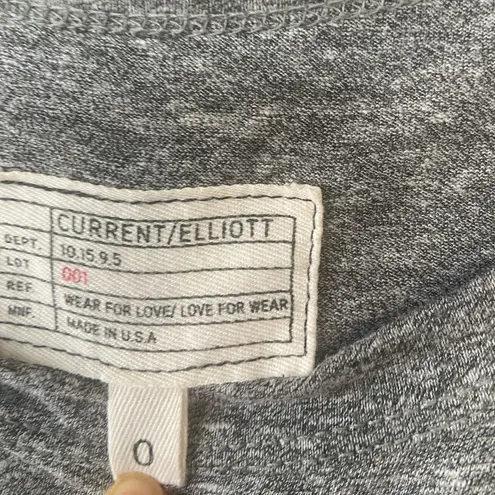 CURRENT/ELLIOTT
DEPT. 10.15.9.5
LOT 001
REF. WEAR FOR LOVE/ LOVE FOR WEAR
MNF. MADE IN U.S.A
0